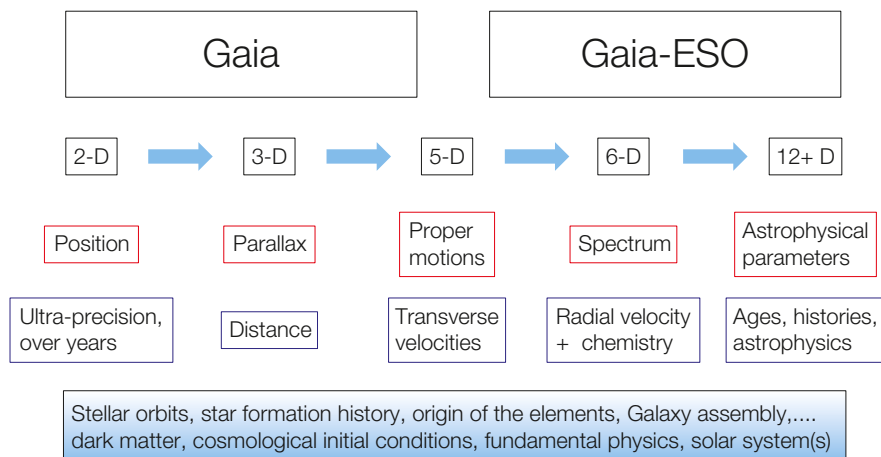 Gaia
Gaia-ESO
2-D
3-D
5-D
6-D
12+ D
Position
Parallax
Proper
motions
Spectrum
Astrophysical
parameters
Ultra-precision,
over years
Distance
Transverse
velocities
Radial velocity
+ chemistry
Ages, histories,
astrophysics
Stellar orbits, star formation history, origin of the elements, Galaxy assembly,....
dark matter, cosmological initial conditions, fundamental physics, solar system(s)